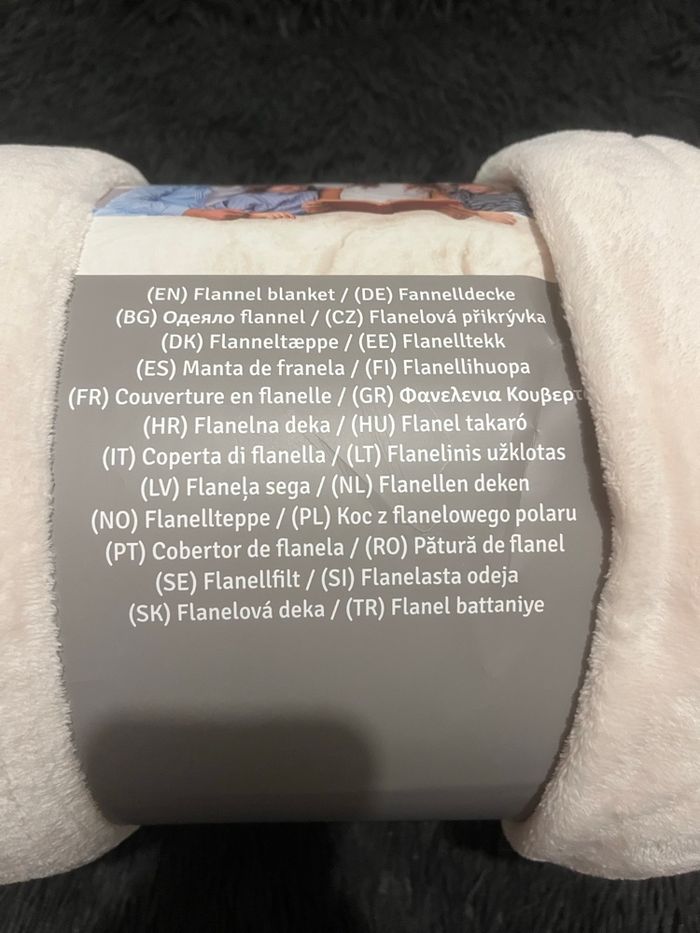 (EN) Flannel blanket / (DE) Fannelldecke
(BG) Одеяло flannel / (CZ) Flanelová přikrývka
(DK) Flanneltæppe / (EE) Flanelltekk
(ES) Manta de franela / (FI) Flanellihuopa
(FR) Couverture en flanelle / (GR) Φανελενια Κουβερτ
(HR) Flanelna deka / (HU) Flanel takaró
(IT) Coperta di flanella / (LT) Flanelinis užklotas
(LV) Flaneļa sega / (NL) Flanellen deken
(NO) Flanellteppe / (PL) Koc z flanelowego polaru
(PT) Cobertor de flanela / (RO) Pătură de flanel
(SE) Flanellfilt / (SI) Flanelasta odeja
(SK) Flanelová deka / (TR) Flanel battaniye